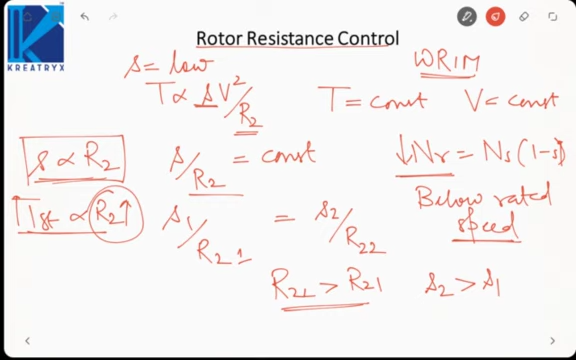 Rotor Resistance Control
KREATRYX
s = low
WRIM
T ∝ sV²/R₂
T = const
V = const
s ∝ R₂
s/R₂ = const
↓Nr = Ns(1-s)
↑Tst ∝ R₂↑
s₁/R₂₁ = s₂/R₂₂
Below rated
speed
R₂₂ > R₂₁
s₂ > s₁